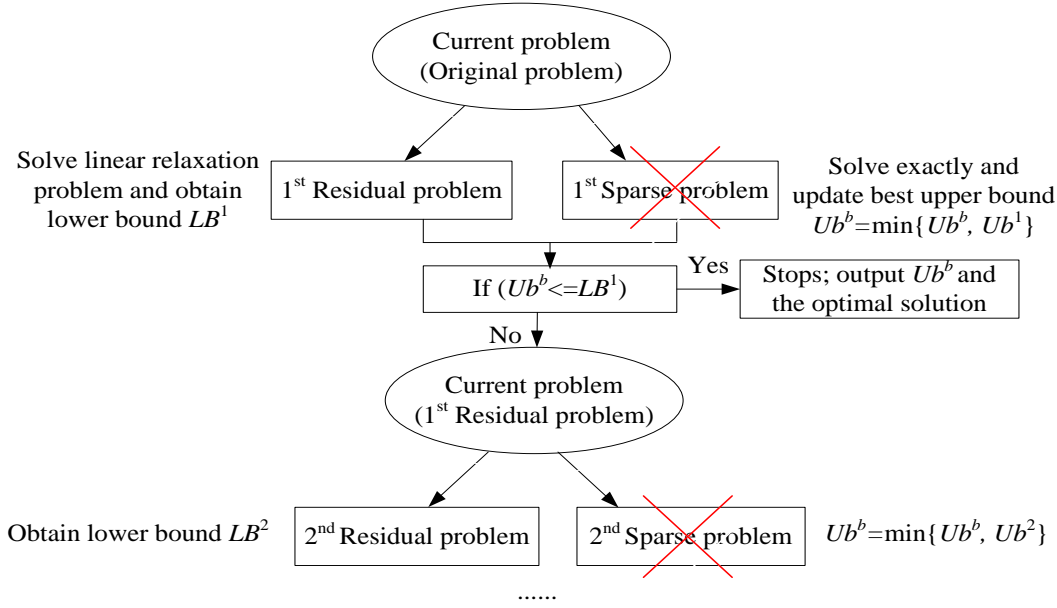 Current problem
(Original problem)
Solve linear relaxation
problem and obtain
lower bound LB¹
1st Residual problem
1st Sparse problem
Solve exactly and
update best upper bound
Ubᵇ=min{Ubᵇ, Ub¹}
If (Ubᵇ<=LB¹)
Yes
Stops; output Ubᵇ and
the optimal solution
No
Current problem
(1st Residual problem)
Obtain lower bound LB²
2nd Residual problem
2nd Sparse problem
Ubᵇ=min{Ubᵇ, Ub²}
......